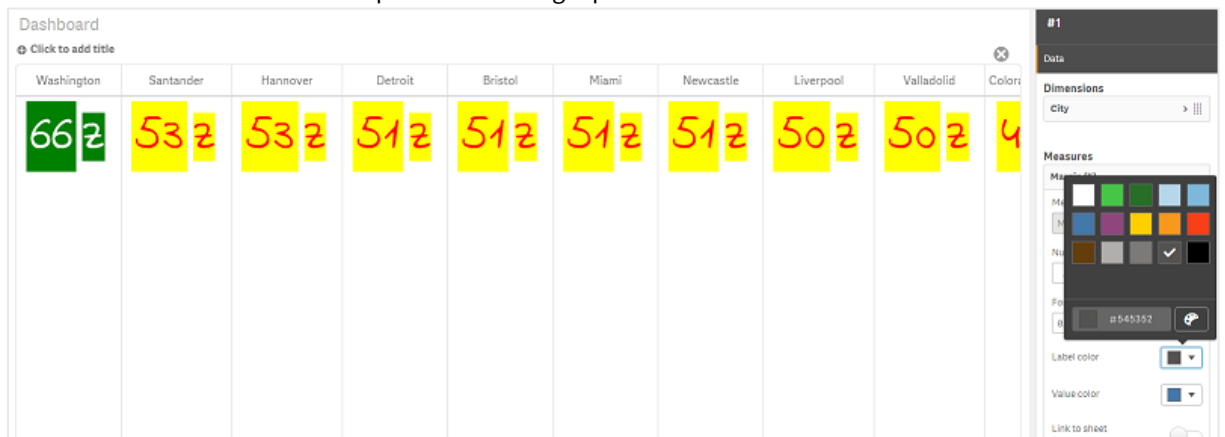 Dashboard
#1
Click to add title
Data
Washington Santander Hannover Detroit Bristol Miami Newcastle Liverpool Valladolid
Dimensions
City
66 z 53 z 53 z 51 z 51 z 51 z 51 z 50 z 50 z 4
Measures
#545352
Label color
Value color
Link to sheet